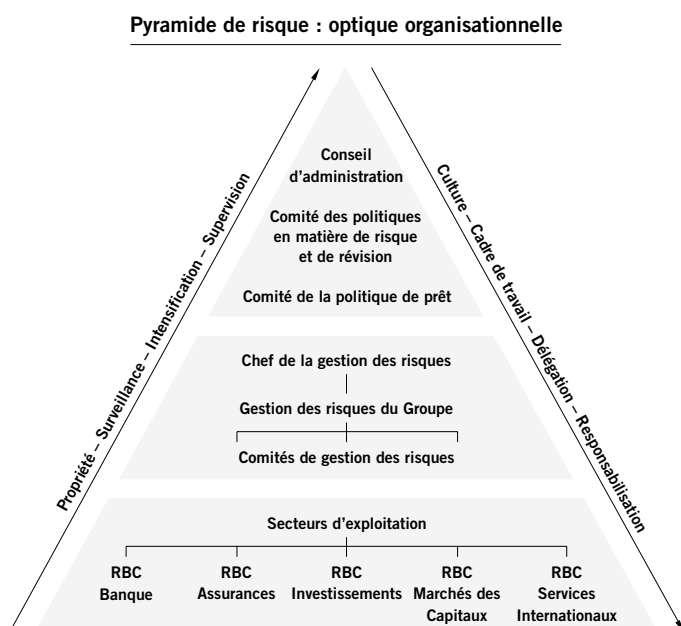 Pyramide de risque : optique organisationnelle
Conseil
d'administration
Comité des politiques
en matière de risque
et de révision
Comité de la politique de prêt
Propriété – Surveillance – Intensification – Supervision
Culture – Cadre de travail – Délégation – Responsabilisation
Chef de la gestion des risques
Gestion des risques du Groupe
Comités de gestion des risques
Secteurs d'exploitation
RBC
Banque
RBC
Assurances
RBC
Investissements
RBC
Marchés des
Capitaux
RBC
Services
Internationaux